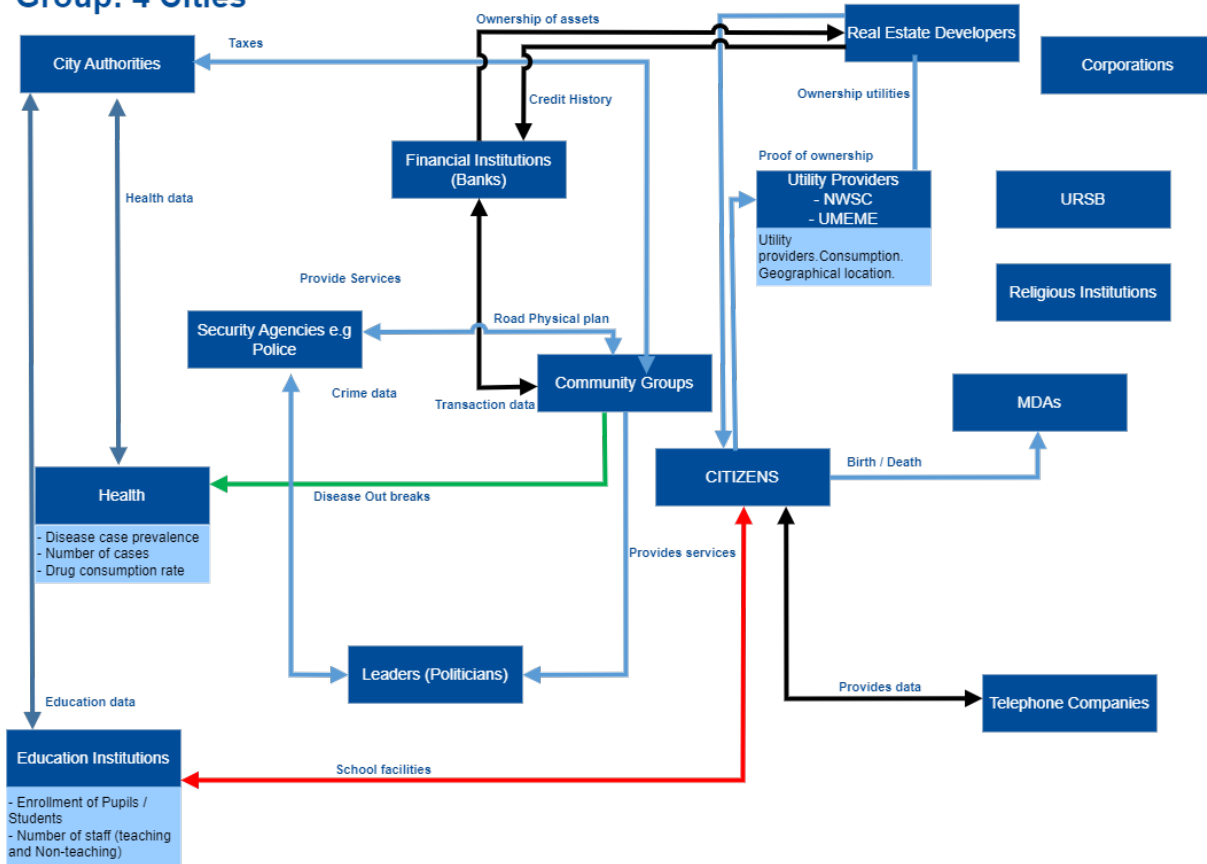 Group: 4 Cities
Ownership of assets
Real Estate Developers
Taxes
City Authorities
Corporations
Credit History
Ownership utilities
Financial Institutions
(Banks)
Proof of ownership
Utility Providers
- NWSC
- UMEME
Utility
providers.Consumption.
Geographical location.
Health data
URSB
Provide Services
Religious Institutions
Security Agencies e.g
Police
Road Physical plan
Community Groups
Crime data
Transaction data
MDAs
Birth / Death
CITIZENS
Health
- Disease case prevalence
- Number of cases
- Drug consumption rate
Disease Out breaks
Provides services
Leaders (Politicians)
Provides data
Telephone Companies
Education data
Education Institutions
- Enrollment of Pupils /
Students
- Number of staff (teaching
and Non-teaching)
School facilities